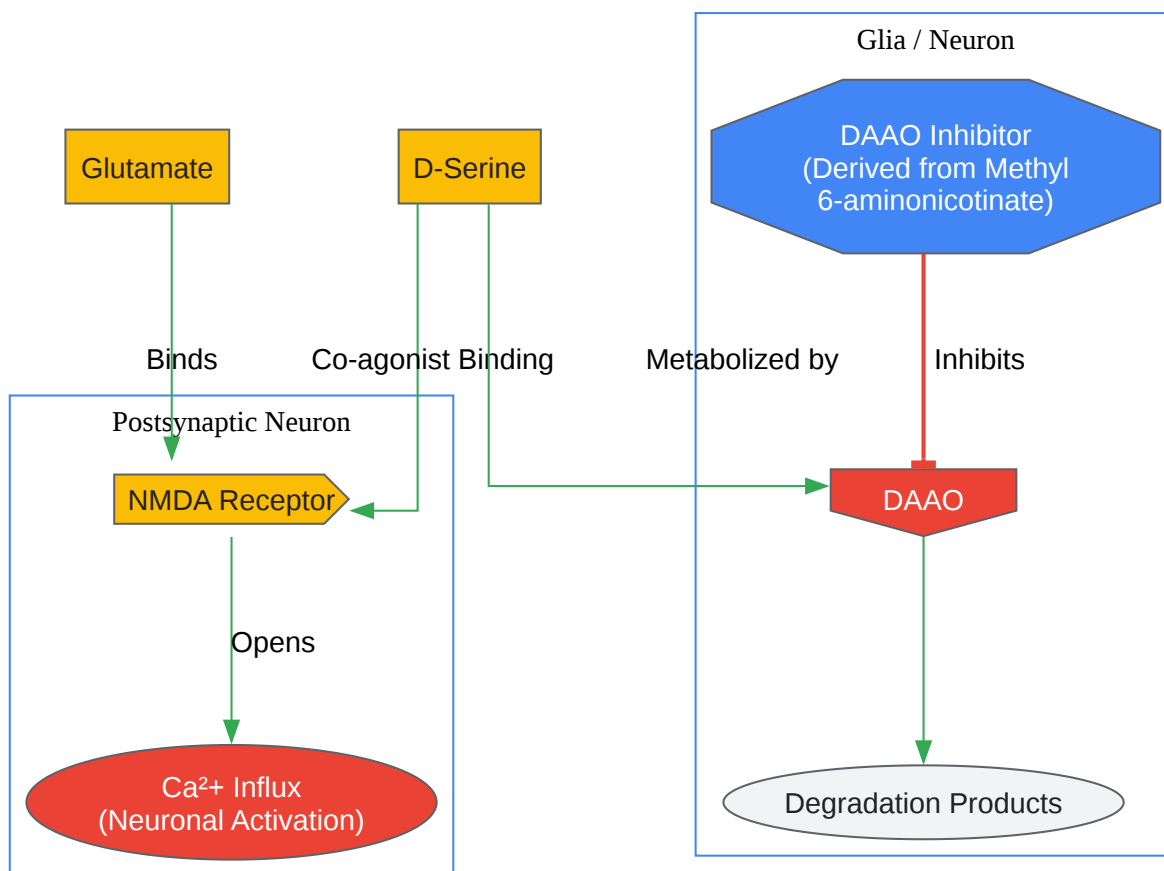 Glia / Neuron
DAAO Inhibitor
(Derived from Methyl
6-aminonicotinate)
Glutamate
D-Serine
Binds
Co-agonist Binding
Metabolized by
Inhibits
Postsynaptic Neuron
NMDA Receptor
DAAO
Opens
Ca²+ Influx
(Neuronal Activation)
Degradation Products